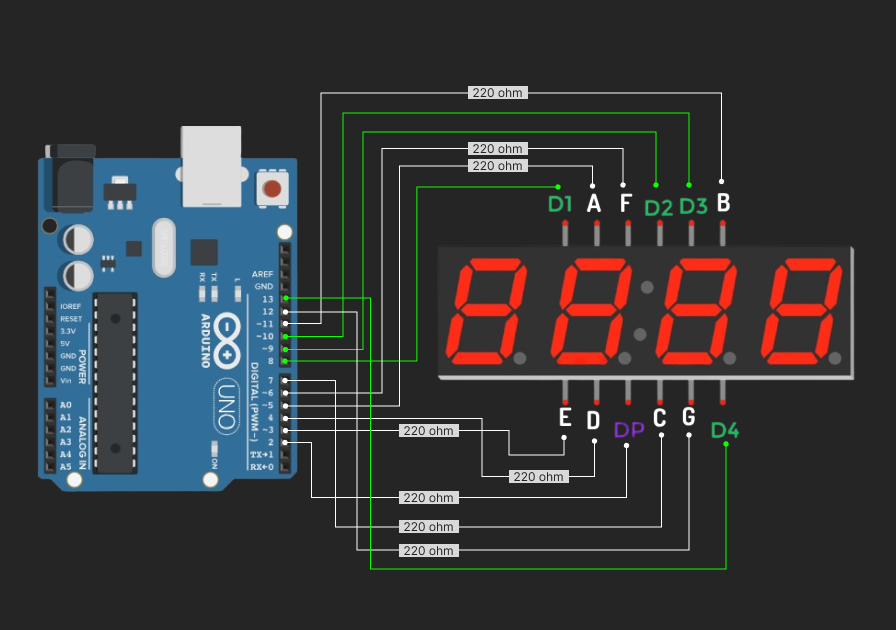 220 ohm
220 ohm
220 ohm
D1 A F D2 D3 B
AREF
GND
13
12
~11
~10
~9
8
7
~6
~5
4
~3
2
TX→1
RX←0
DIGITAL (PWM~)
RX
TX
L
ARDUINO
UNO
ON
IOREF
RESET
3.3V
5V
GND
GND
Vin
POWER
A0
A1
A2
A3
A4
A5
ANALOG IN
8888
E D DP C G D4
220 ohm
220 ohm
220 ohm
220 ohm
220 ohm